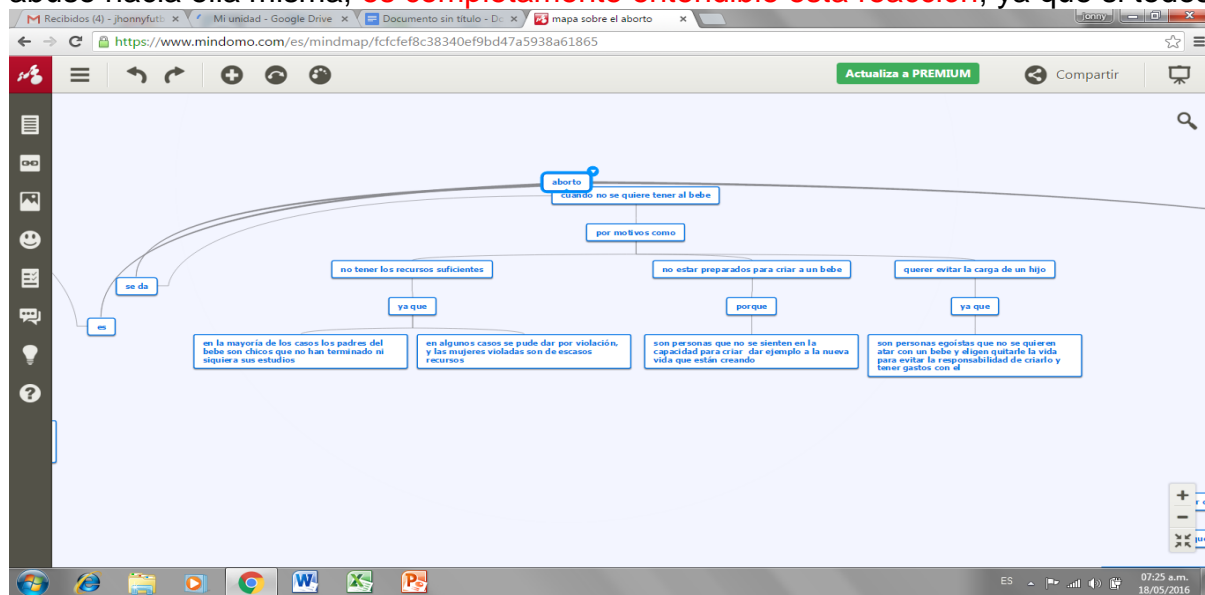 abuso hacia ella misma, es completamente entendible esta reacción, ya que si todos
Recibidos (4) - jhonnyfutb
Mi unidad - Google Drive
Documento sin título - Do
mapa sobre el aborto
jonny
https://www.mindomo.com/es/mindmap/fcfcfef8c38340ef9bd47a5938a61865
Actualiza a PREMIUM
Compartir
aborto
cuando no se quiere tener al bebe
por motivos como
no tener los recursos suficientes
no estar preparados para criar a un bebe
querer evitar la carga de un hijo
se da
ya que
porque
ya que
es
en la mayoría de los casos los padres del
bebe son chicos que no han terminado ni
siquiera sus estudios
en algunos casos se pude dar por violación,
y las mujeres violadas son de escasos
recursos
son personas que no se sienten en la
capacidad para criar dar ejemplo a la nueva
vida que están creando
son personas egoístas que no se quieren
atar con un bebe y eligen quitarle la vida
para evitar la responsabilidad de criarlo y
tener gastos con el
ES
07:25 a.m.
18/05/2016